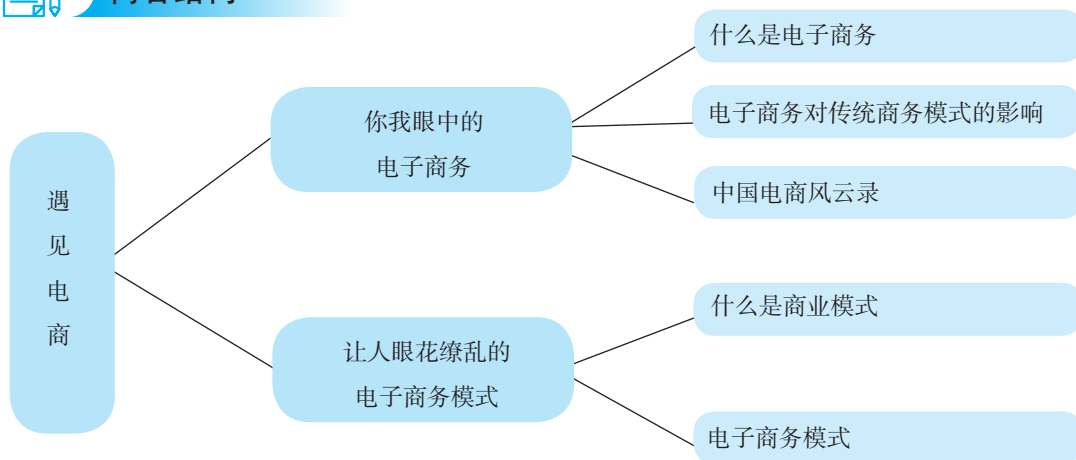 遇
见
电
商
你我眼中的
电子商务
什么是电子商务
电子商务对传统商务模式的影响
中国电商风云录
让人眼花缭乱的
电子商务模式
什么是商业模式
电子商务模式